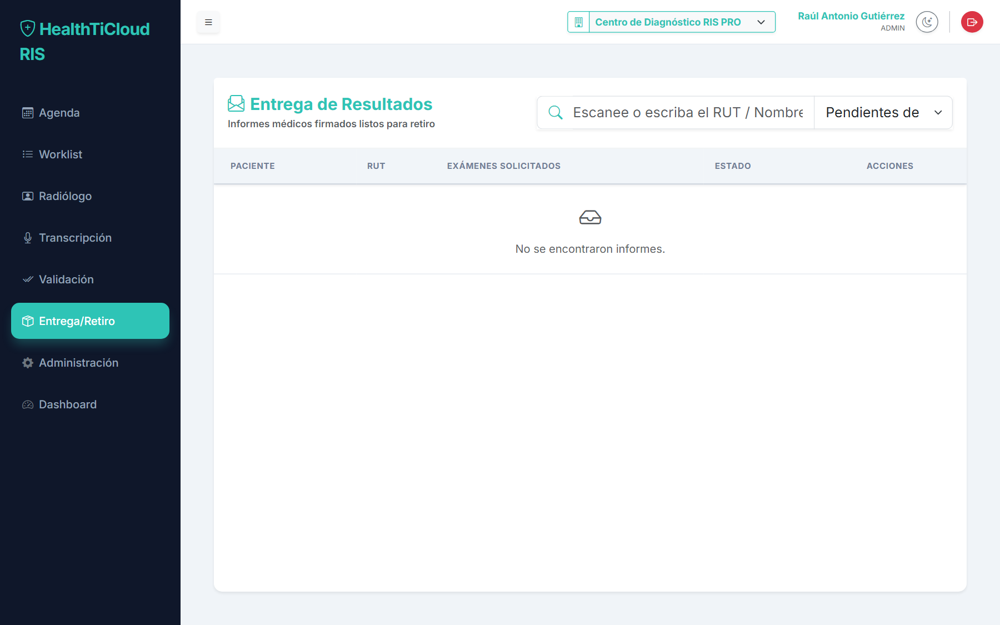 HealthTiCloud
RIS
Agenda
Worklist
Radiólogo
Transcripción
Validación
Entrega/Retiro
Administración
Dashboard
Centro de Diagnóstico RIS PRO
Raúl Antonio Gutiérrez
ADMIN
Entrega de Resultados
Informes médicos firmados listos para retiro
Escanee o escriba el RUT / Nombre
Pendientes de
PACIENTE RUT EXÁMENES SOLICITADOS ESTADO ACCIONES
No se encontraron informes.